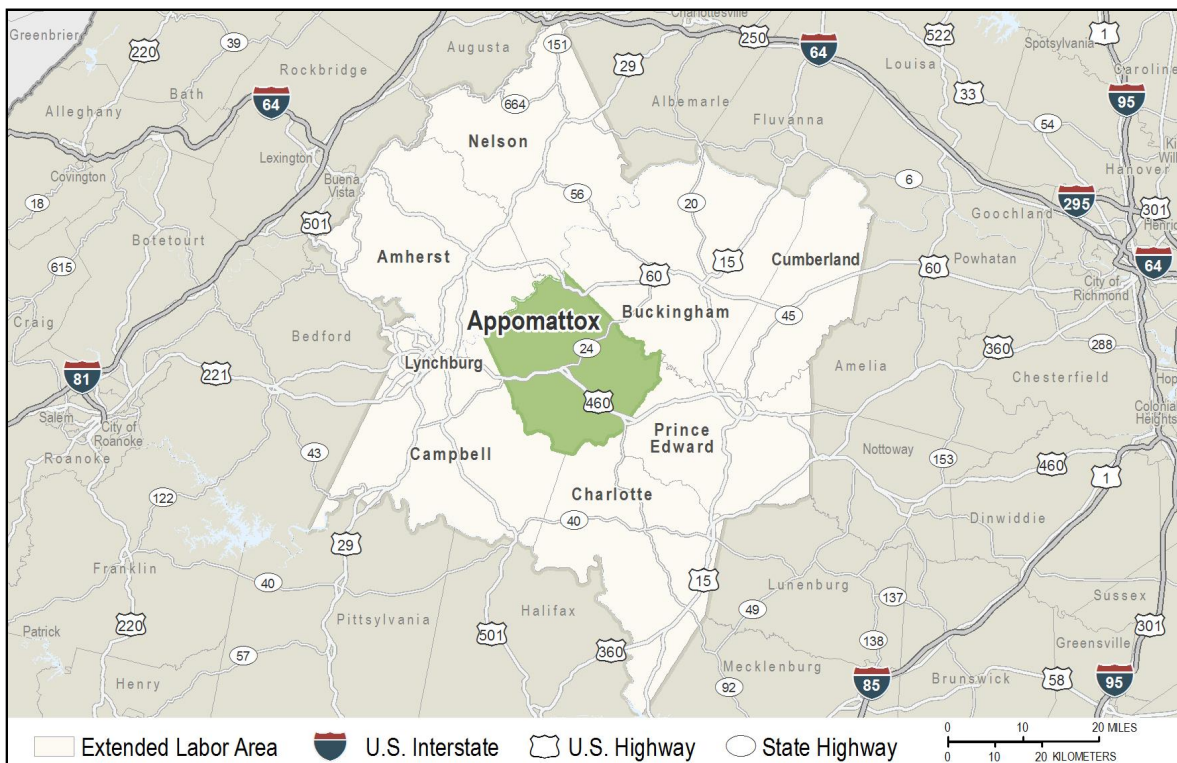 Greenbrier
220
39
Augusta
151
29
250
Charlottesville
64
522
Spotsylvania
1
Caroline
Rockbridge
Bath
64
Alleghany
664
Albemarle
Louisa
33
95
Fluvanna
54
Nelson
Lexington
Hanover
Covington
Buena
Vista
56
20
6
18
501
295
301
Goochland
Botetourt
Amherst
15
Cumberland
60
Powhatan
64
615
60
City of
Richmond
Craig
Appomattox
Buckingham
45
Bedford
24
360
288
Lynchburg
Amelia
81
221
Chesterfield
460
Colonial
Heights
Salem
City of
Roanoke
Prince
Edward
Roanoke
43
Campbell
Nottoway
153
460
1
122
Charlotte
40
Dinwiddie
29
Franklin
40
15
Lunenburg
137
Sussex
220
Pittsylvania
Halifax
49
Patrick
501
360
138
301
57
Greensville
Mecklenburg
Henry
92
85
Brunswick
58
95
Extended Labor Area
U.S. Interstate
U.S. Highway
State Highway
0 10 20 MILES
0 10 20 KILOMETERS